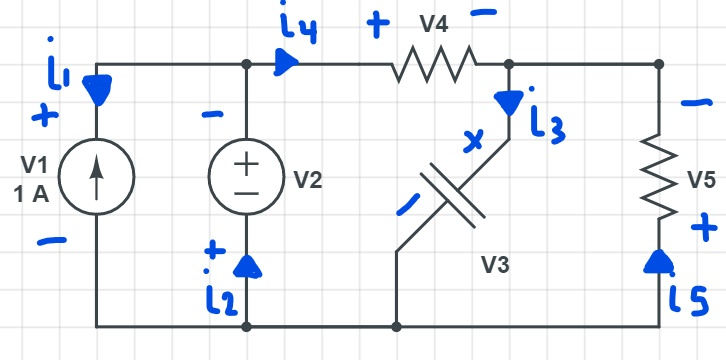 i4 + V4 −
i1
+ − i3
V1 + x −
1 A − V2 − V5
+ V3 +
− i2 i5